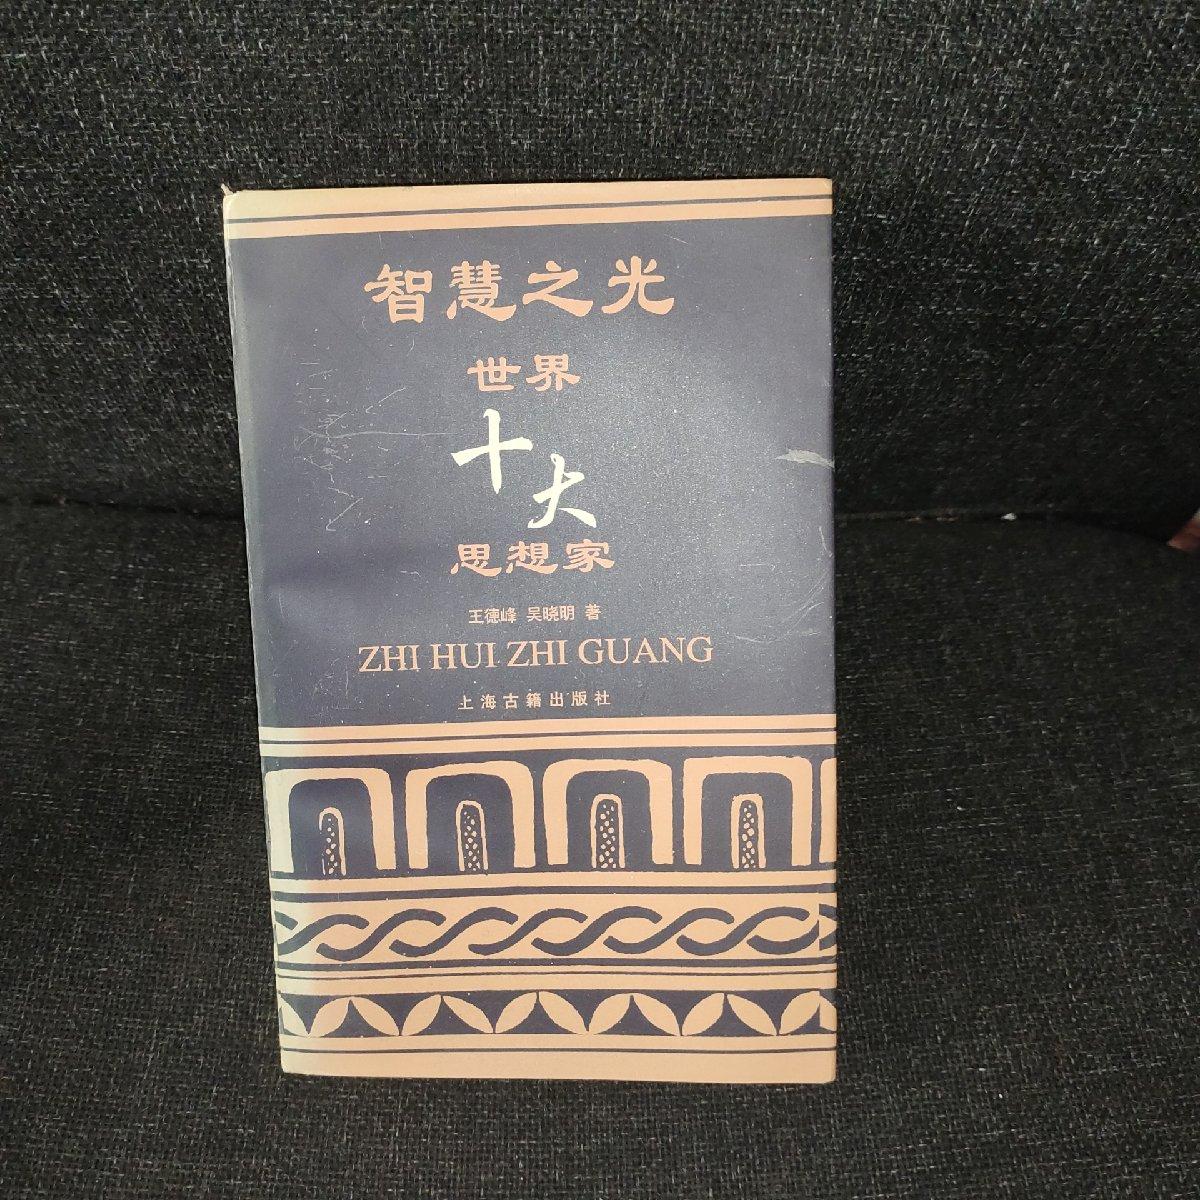 智慧之光
世界
十大
思想家
王德峰 吴晓明 著
ZHI HUI ZHI GUANG
上海古籍出版社